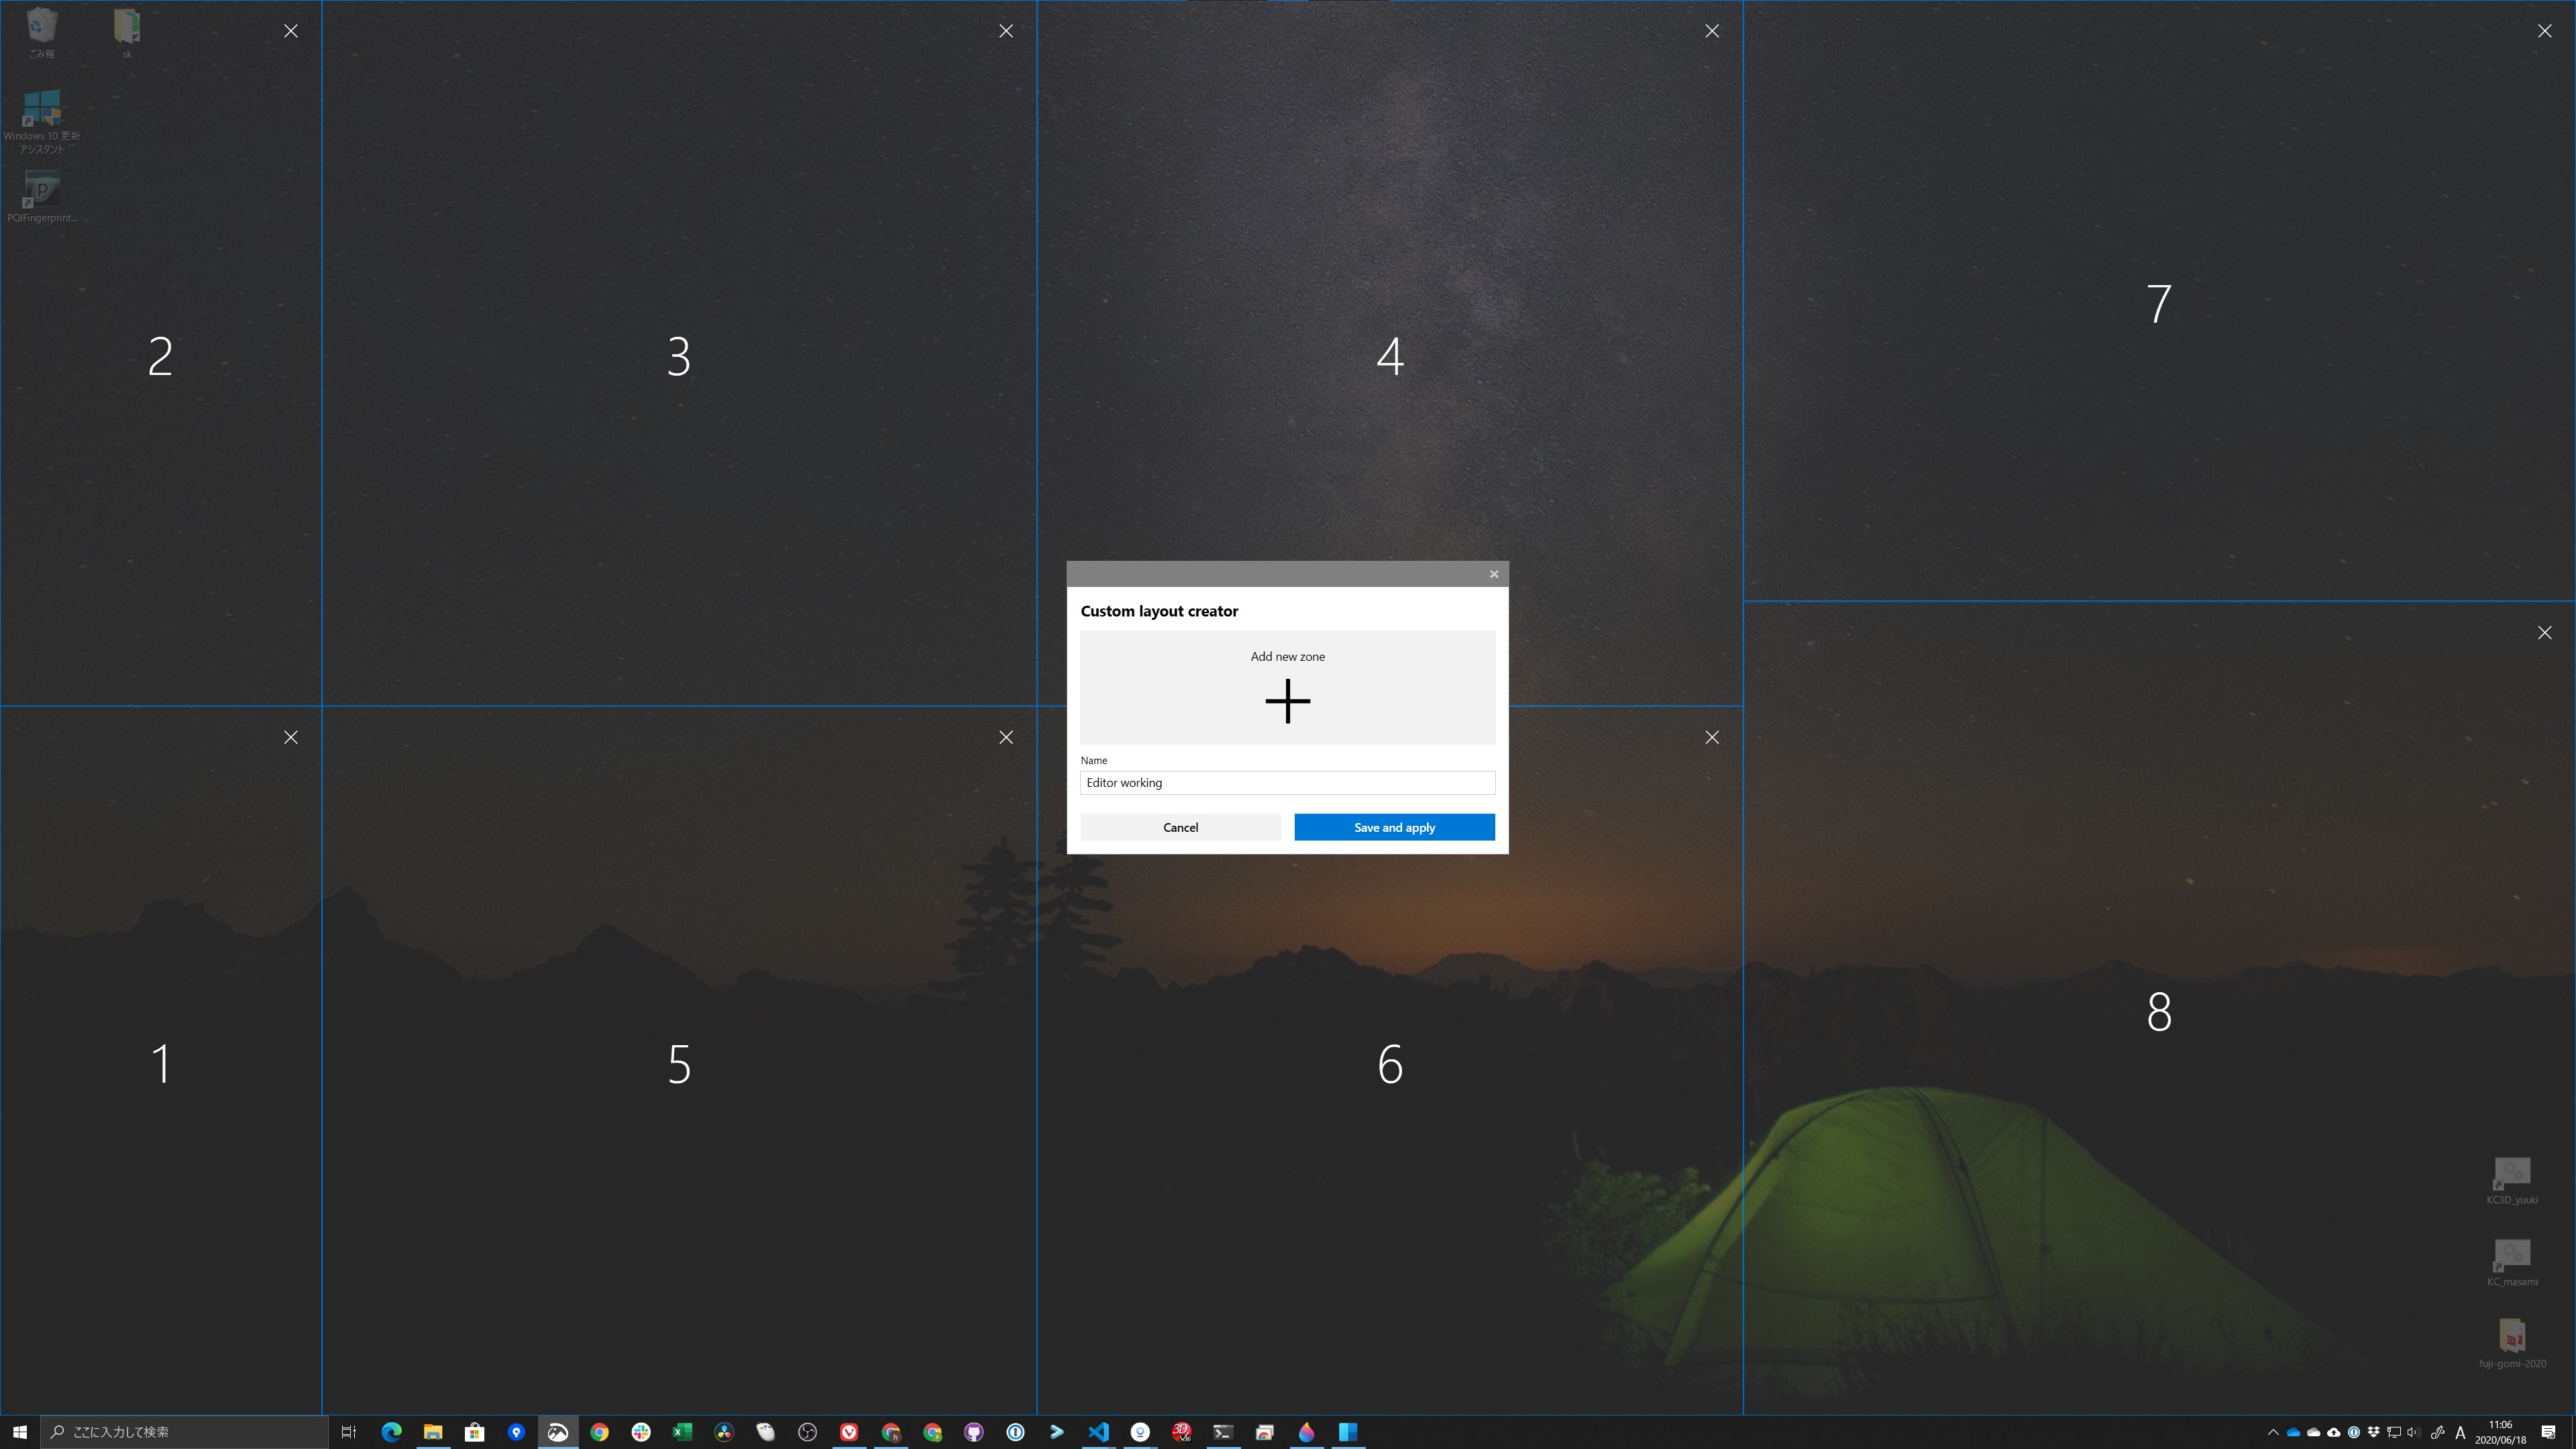 ごみ箱
sk
Windows 10 更新
アシスタント
PQIFingerprint...
2
3
4
7
Custom layout creator
Add new zone
Name
Editor working
Cancel
Save and apply
1
5
6
8
KC3D_yuuki
KC_masami
fuji-gomi-2020
ここに入力して検索
A
11:06
2020/06/18